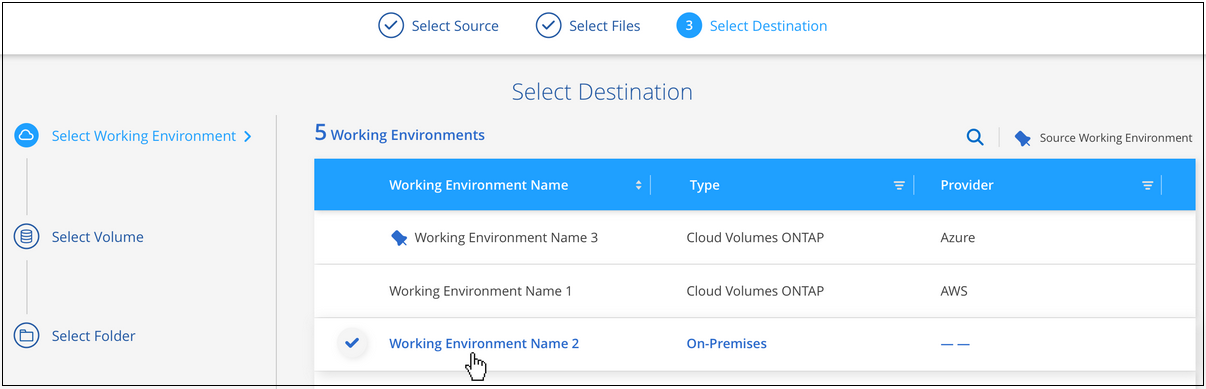 Select Source Select Files 3 Select Destination
Select Destination
Select Working Environment
5 Working Environments
Source Working Environment
Working Environment Name Type Provider
Working Environment Name 3 Cloud Volumes ONTAP Azure
Select Volume
Working Environment Name 1 Cloud Volumes ONTAP AWS
Select Folder
Working Environment Name 2 On-Premises — —